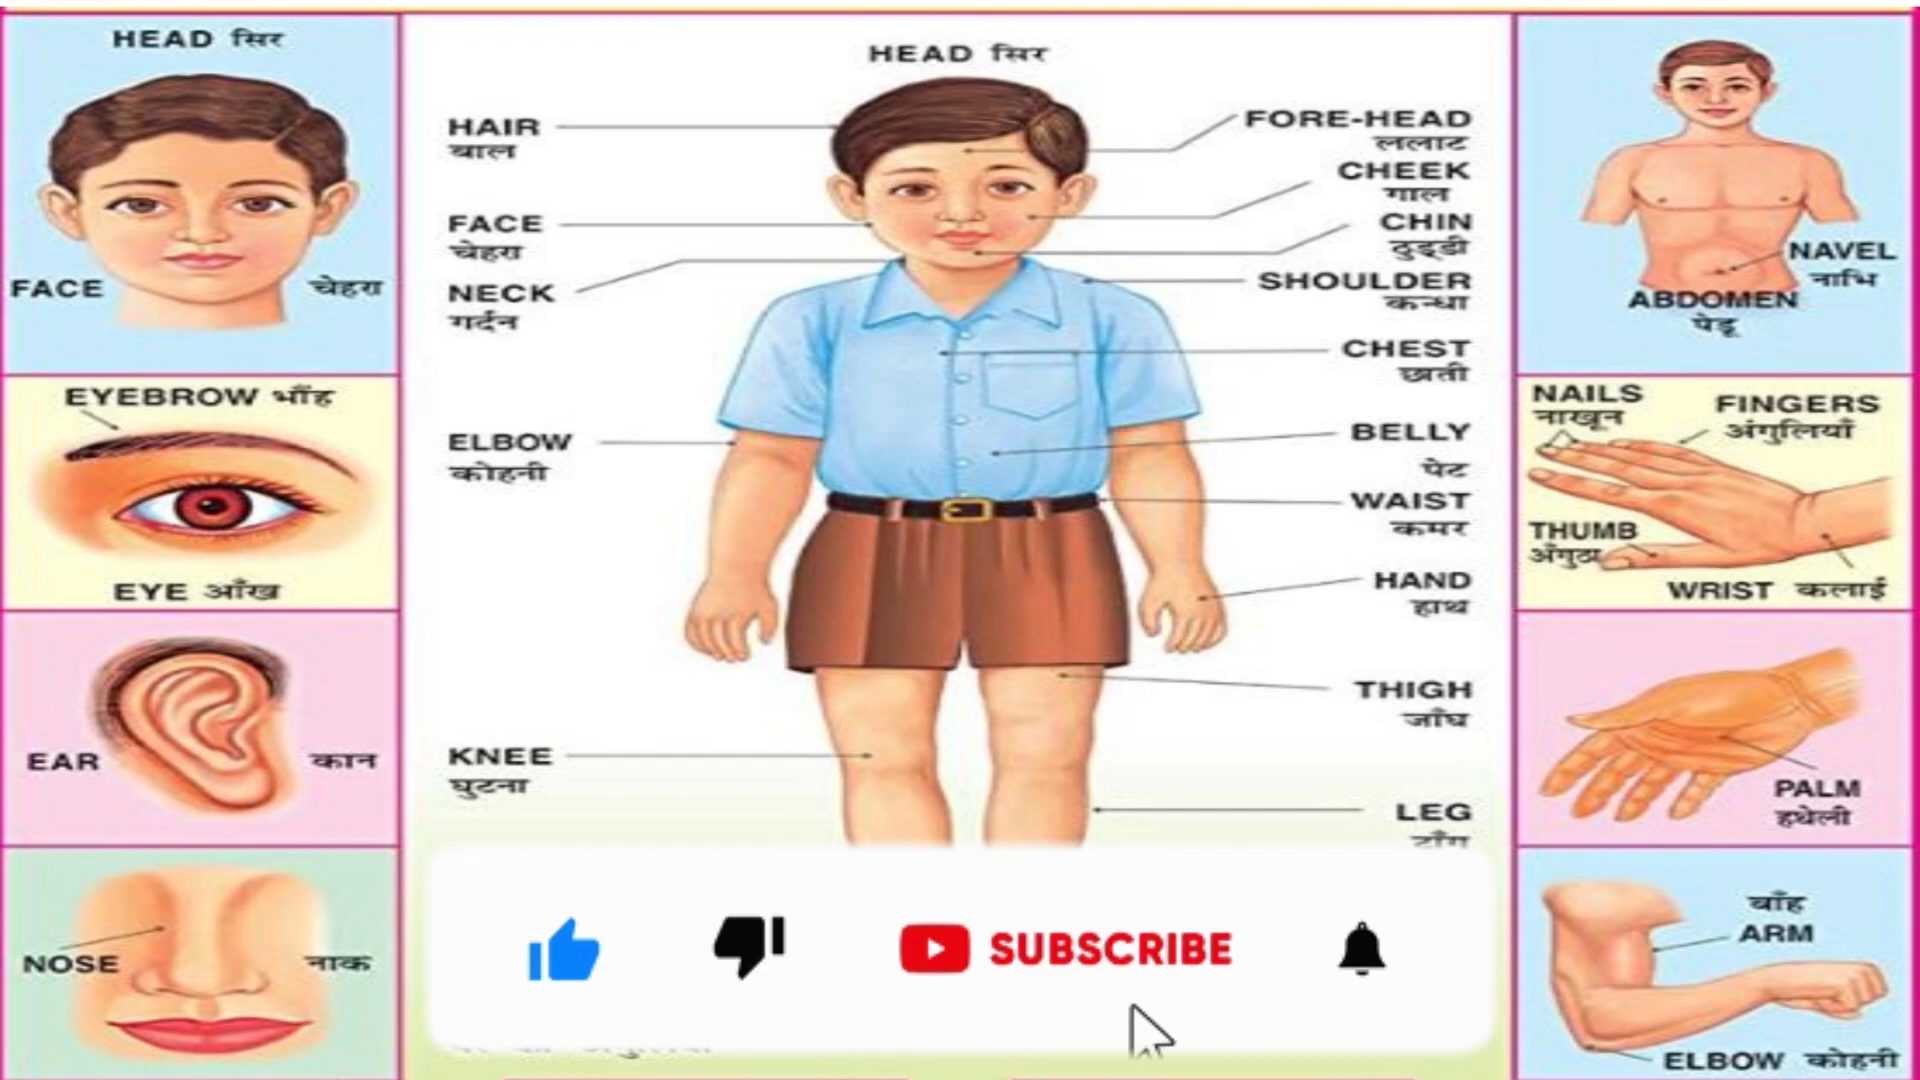 HEAD सिर
FACE चेहरा
EYEBROW भौंह
EYE आँख
EAR कान
NOSE नाक
HEAD सिर
HAIR
बाल
FACE
चेहरा
NECK
गर्दन
ELBOW
कोहनी
KNEE
घुटना
FORE-HEAD
ललाट
CHEEK
गाल
CHIN
ठुड्डी
SHOULDER
कन्धा
CHEST
छाती
BELLY
पेट
WAIST
कमर
HAND
हाथ
THIGH
जाँघ
LEG
टाँग
SUBSCRIBE
NAVEL
नाभि
ABDOMEN
पेडू
NAILS
नाखून
FINGERS
अंगुलियाँ
THUMB
अँगुठा
WRIST कलाई
PALM
हथेली
बाँह
ARM
ELBOW कोहनी